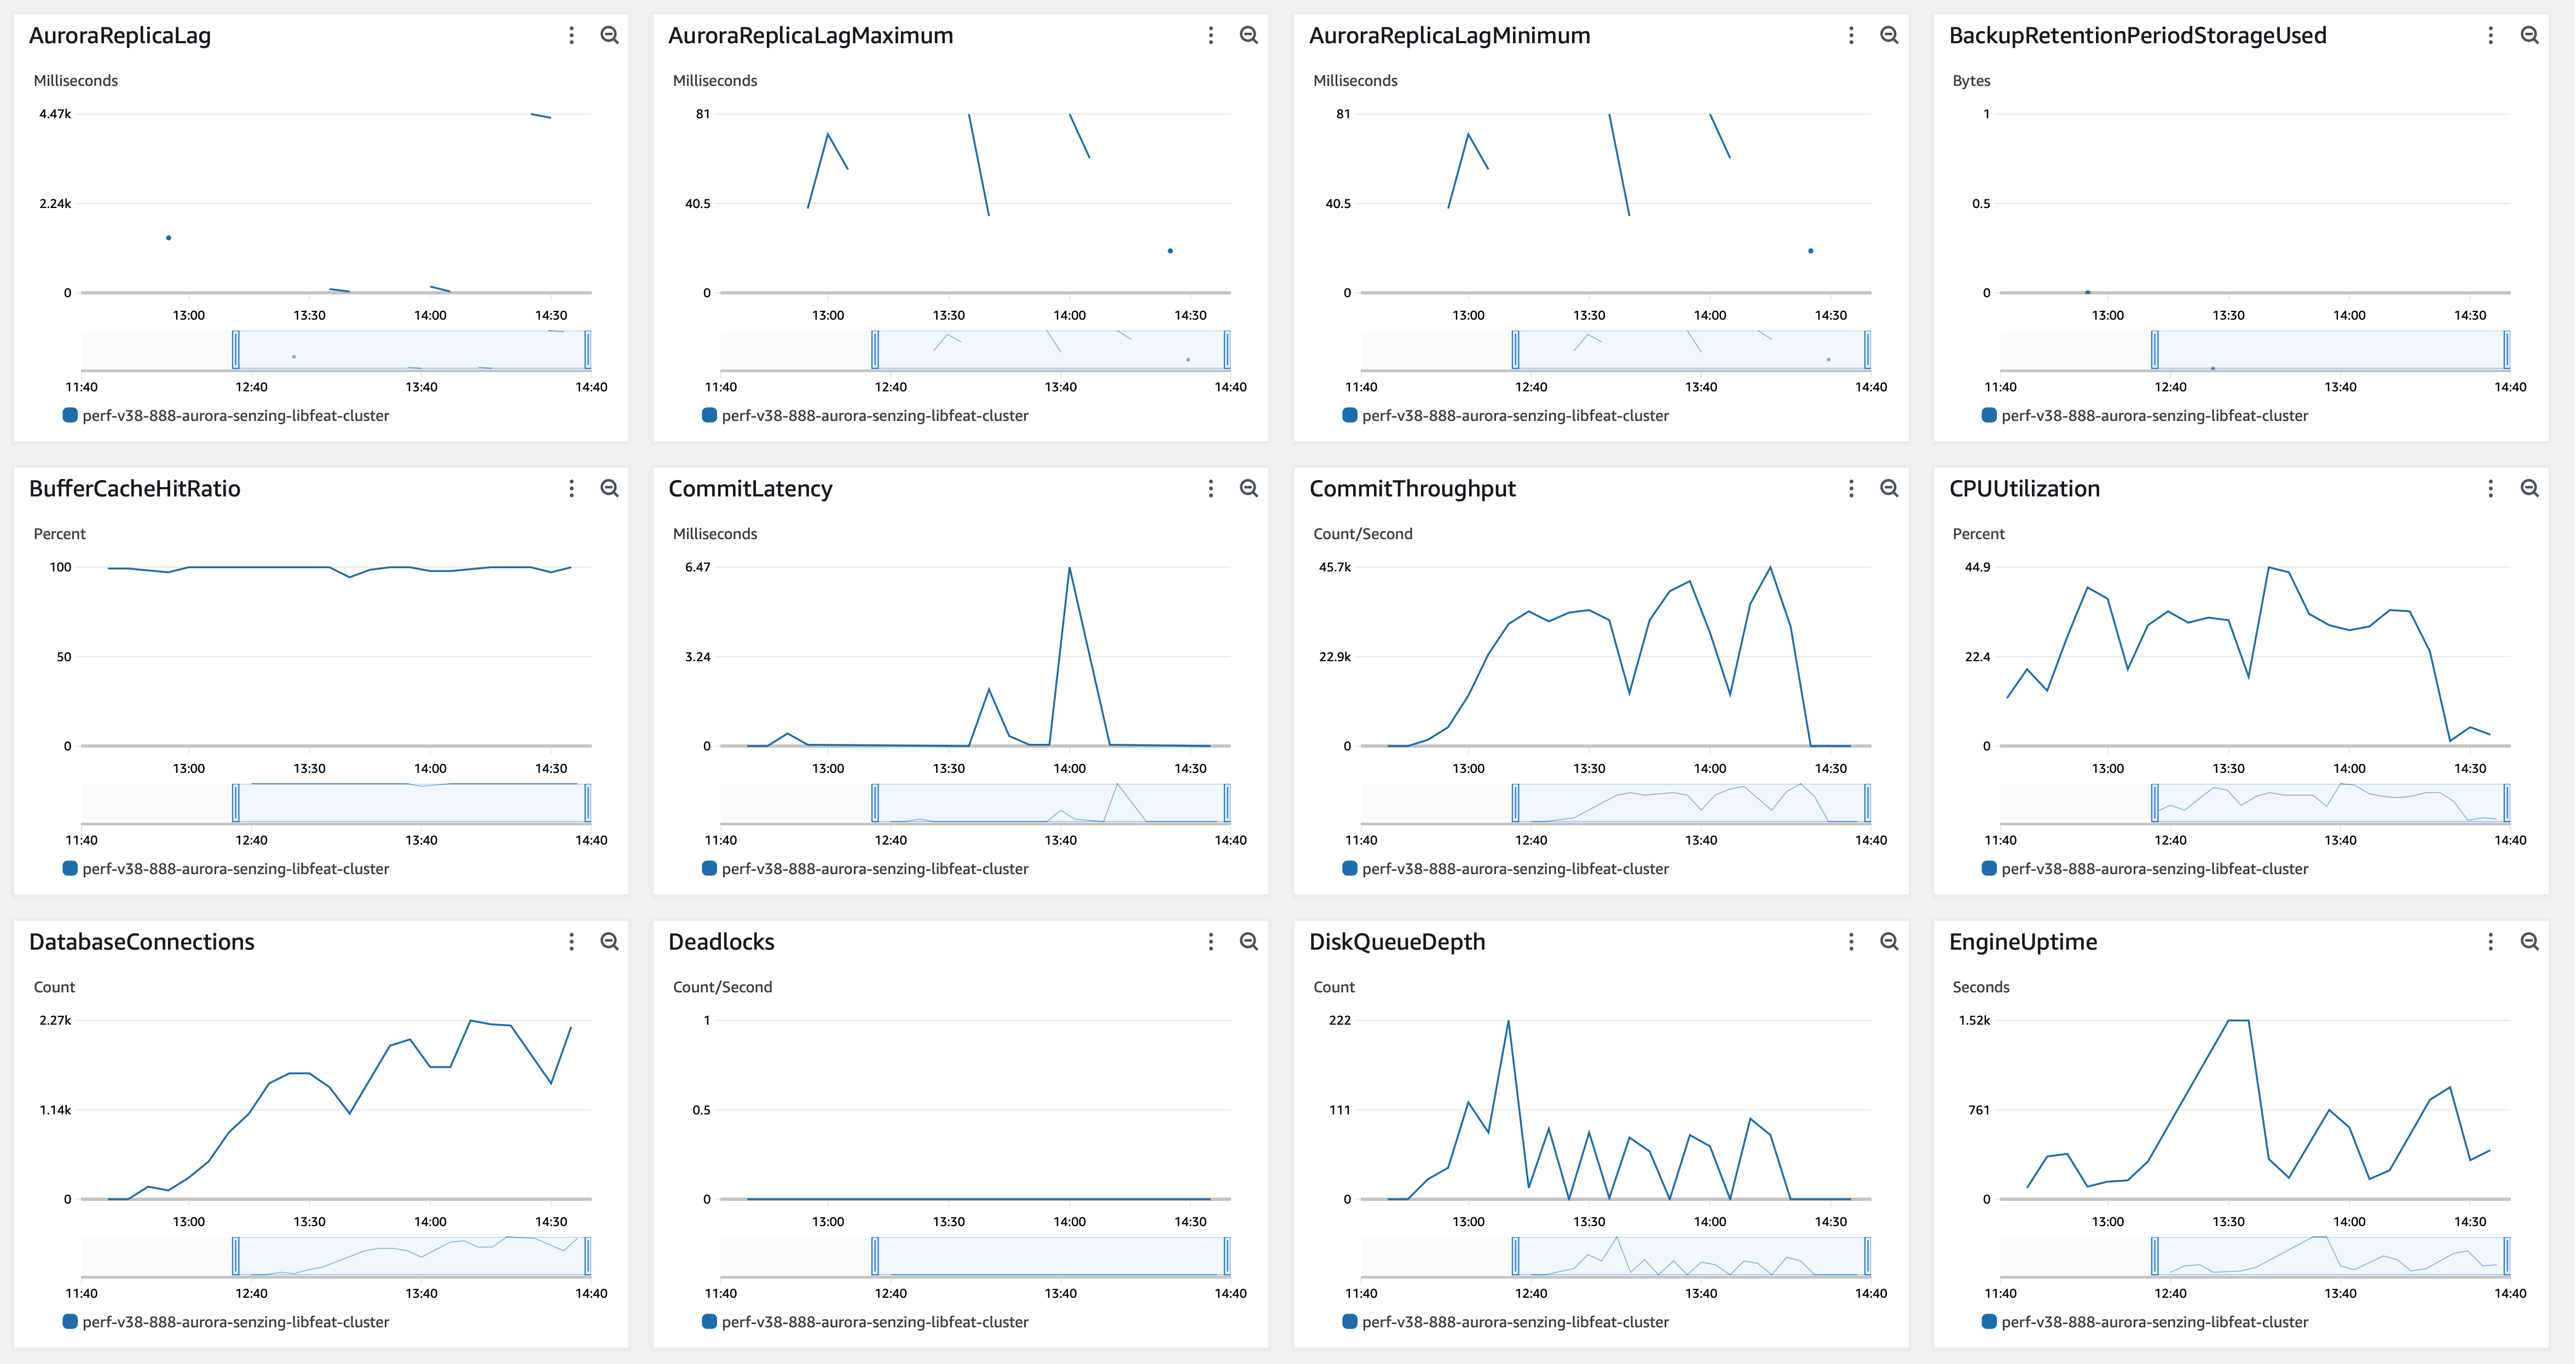 AuroraReplicaLag
Milliseconds
4.47k
2.24k
0
13:00 13:30 14:00 14:30
11:40 12:40 13:40 14:40
perf-v38-888-aurora-senzing-libfeat-cluster
AuroraReplicaLagMaximum
Milliseconds
81
40.5
0
13:00 13:30 14:00 14:30
11:40 12:40 13:40 14:40
perf-v38-888-aurora-senzing-libfeat-cluster
AuroraReplicaLagMinimum
Milliseconds
81
40.5
0
13:00 13:30 14:00 14:30
11:40 12:40 13:40 14:40
perf-v38-888-aurora-senzing-libfeat-cluster
BackupRetentionPeriodStorageUsed
Bytes
1
0.5
0
13:00 13:30 14:00 14:30
11:40 12:40 13:40 14:40
perf-v38-888-aurora-senzing-libfeat-cluster
BufferCacheHitRatio
Percent
100
50
0
13:00 13:30 14:00 14:30
11:40 12:40 13:40 14:40
perf-v38-888-aurora-senzing-libfeat-cluster
CommitLatency
Milliseconds
6.47
3.24
0
13:00 13:30 14:00 14:30
11:40 12:40 13:40 14:40
perf-v38-888-aurora-senzing-libfeat-cluster
CommitThroughput
Count/Second
45.7k
22.9k
0
13:00 13:30 14:00 14:30
11:40 12:40 13:40 14:40
perf-v38-888-aurora-senzing-libfeat-cluster
CPUUtilization
Percent
44.9
22.4
0
13:00 13:30 14:00 14:30
11:40 12:40 13:40 14:40
perf-v38-888-aurora-senzing-libfeat-cluster
DatabaseConnections
Count
2.27k
1.14k
0
13:00 13:30 14:00 14:30
11:40 12:40 13:40 14:40
perf-v38-888-aurora-senzing-libfeat-cluster
Deadlocks
Count/Second
1
0.5
0
13:00 13:30 14:00 14:30
11:40 12:40 13:40 14:40
perf-v38-888-aurora-senzing-libfeat-cluster
DiskQueueDepth
Count
222
111
0
13:00 13:30 14:00 14:30
11:40 12:40 13:40 14:40
perf-v38-888-aurora-senzing-libfeat-cluster
EngineUptime
Seconds
1.52k
761
0
13:00 13:30 14:00 14:30
11:40 12:40 13:40 14:40
perf-v38-888-aurora-senzing-libfeat-cluster